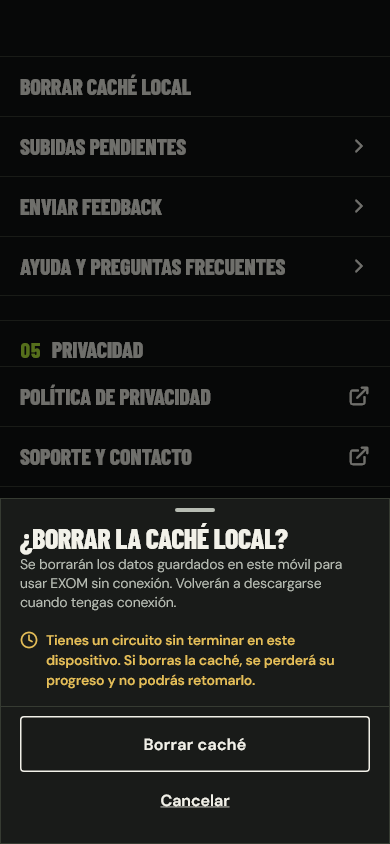 BORRAR CACHÉ LOCAL
SUBIDAS PENDIENTES
ENVIAR FEEDBACK
AYUDA Y PREGUNTAS FRECUENTES
05 PRIVACIDAD
POLÍTICA DE PRIVACIDAD
SOPORTE Y CONTACTO
¿BORRAR LA CACHÉ LOCAL?
Se borrarán los datos guardados en este móvil para
usar EXOM sin conexión. Volverán a descargarse
cuando tengas conexión.
Tienes un circuito sin terminar en este
dispositivo. Si borras la caché, se perderá su
progreso y no podrás retomarlo.
Borrar caché
Cancelar